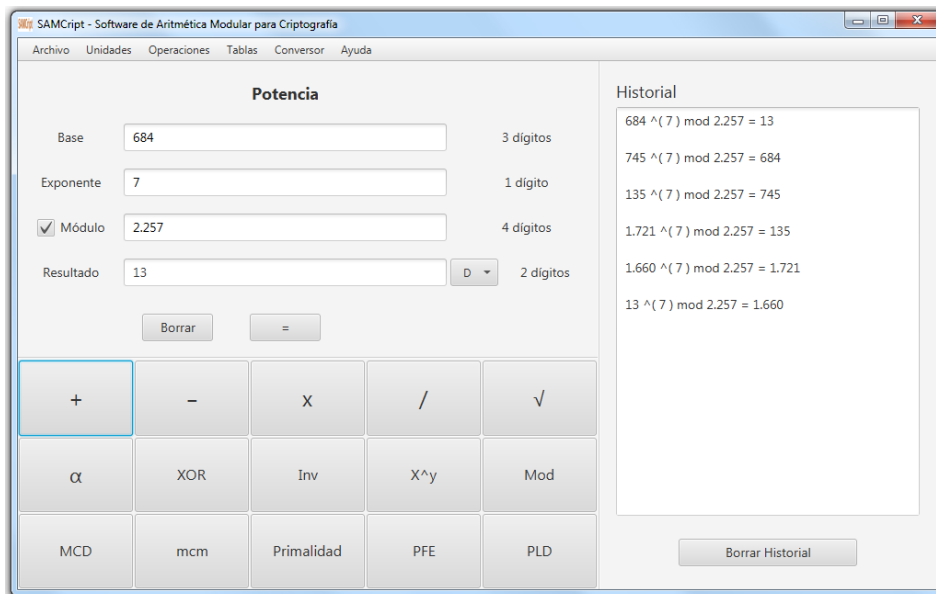 SAMCript - Software de Aritmética Modular para Criptografía
Archivo Unidades Operaciones Tablas Conversor Ayuda
Potencia
Base 684 3 dígitos
Exponente 7 1 dígito
Módulo 2.257 4 dígitos
Resultado 13 D 2 dígitos
Borrar =
+ − x / √
α XOR Inv X^y Mod
MCD mcm Primalidad PFE PLD
Historial
684 ^( 7 ) mod 2.257 = 13
745 ^( 7 ) mod 2.257 = 684
135 ^( 7 ) mod 2.257 = 745
1.721 ^( 7 ) mod 2.257 = 135
1.660 ^( 7 ) mod 2.257 = 1.721
13 ^( 7 ) mod 2.257 = 1.660
Borrar Historial